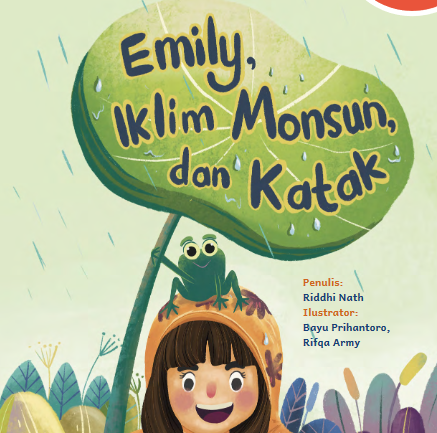 Emily,
Iklim Monsun,
dan Katak
Penulis:
Riddhi Nath
Ilustrator:
Bayu Prihantoro,
Rifqa Army